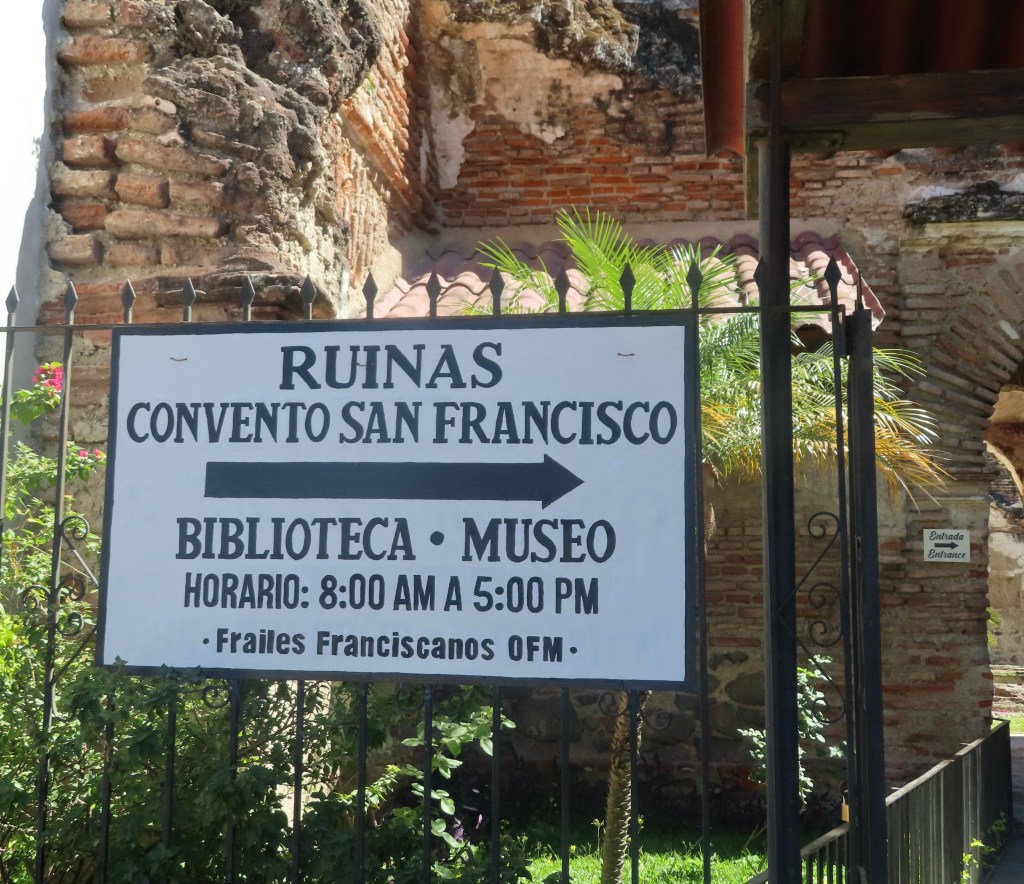 RUINAS
CONVENTO SAN FRANCISCO
BIBLIOTECA • MUSEO
HORARIO: 8:00 AM A 5:00 PM
• Frailes Franciscanos OFM •
Entrada
Entrance